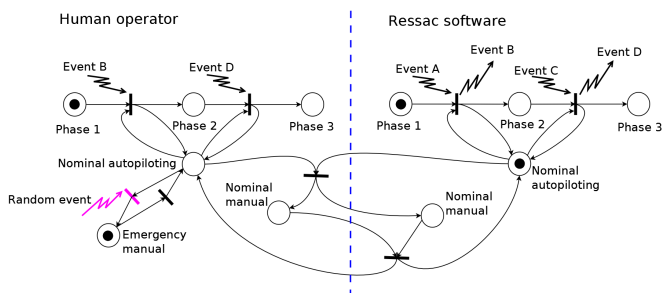 Human operator
Ressac software
Event B
Event D
Phase 1
Phase 2
Phase 3
Nominal autopiloting
Random event
Emergency
manual
Nominal
manual
Event A
Event B
Event C
Event D
Phase 1
Phase 2
Phase 3
Nominal
autopiloting
Nominal
manual